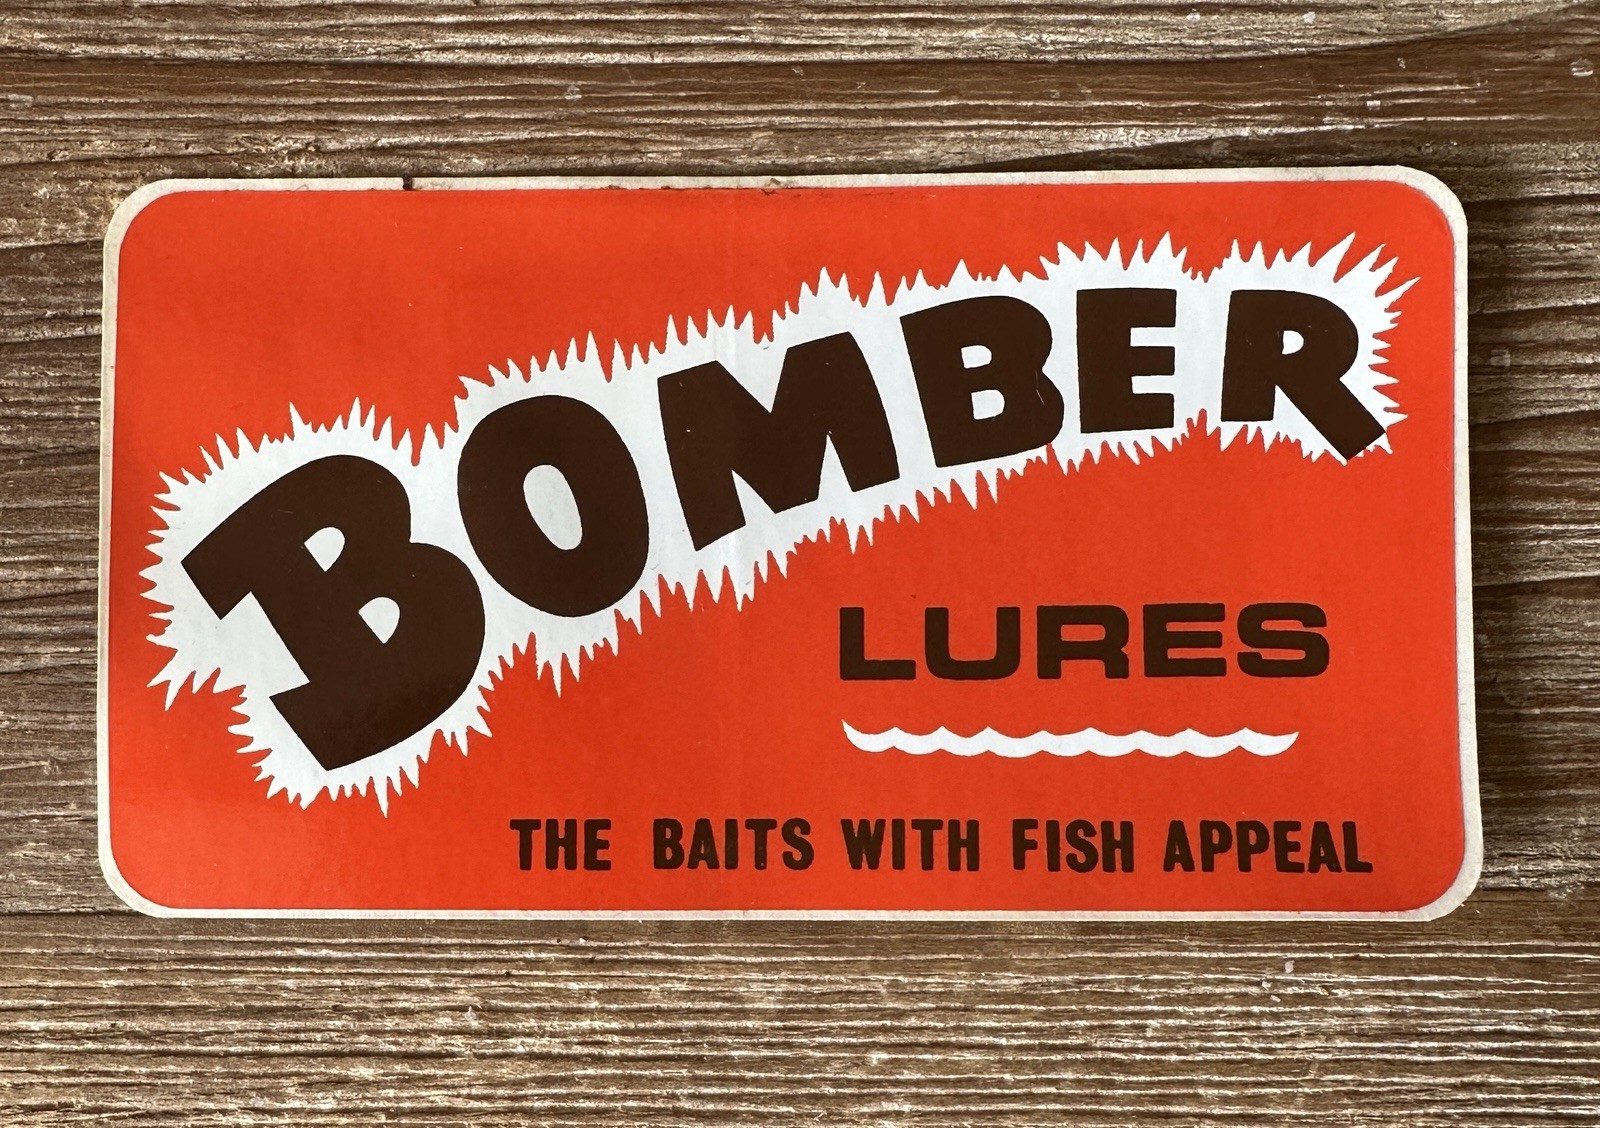 BOMBER
LURES
THE BAITS WITH FISH APPEAL